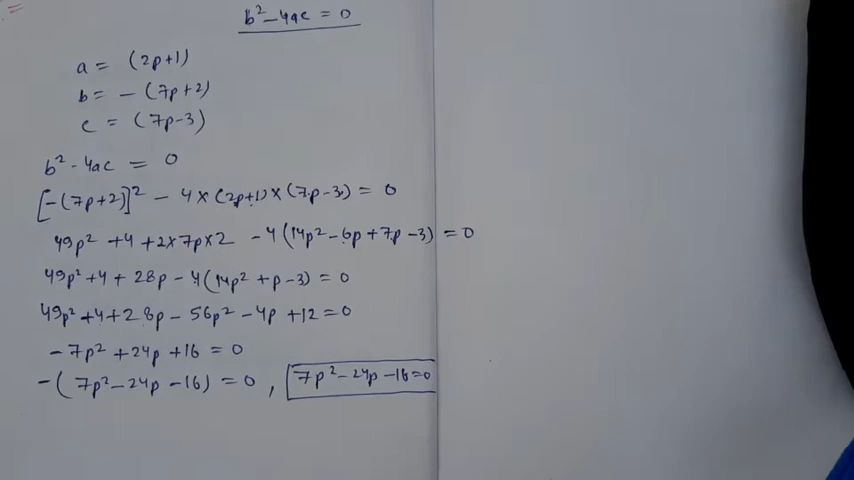 b² - 4ac = 0
a = (2p+1)
b = - (7p+2)
c = (7p-3)
b² - 4ac = 0
[-(7p+2)]² - 4 × (2p+1) × (7p-3) = 0
49p² + 4 + 2×7p×2 - 4(14p² - 6p + 7p - 3) = 0
49p² + 4 + 28p - 4(14p² + p - 3) = 0
49p² + 4 + 28p - 56p² - 4p + 12 = 0
- 7p² + 24p + 16 = 0
- (7p² - 24p - 16) = 0 , 7p² - 24p - 16 = 0